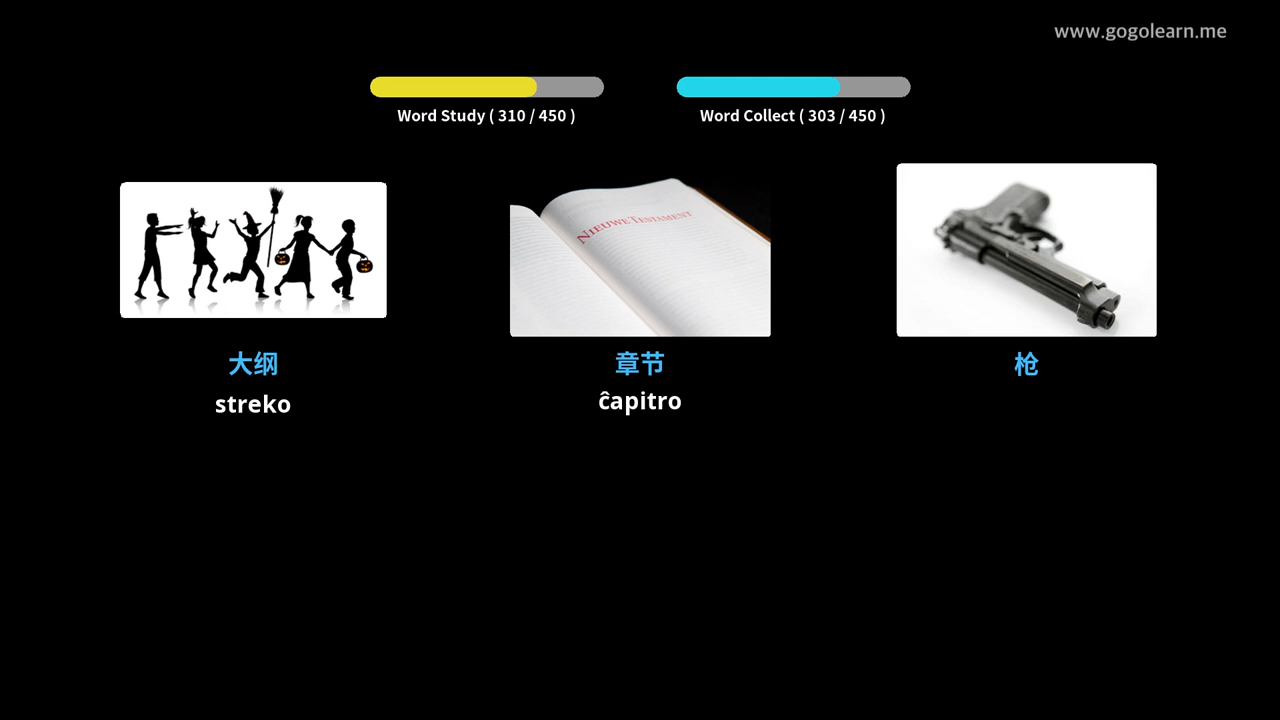 www.gogolearn.me
Word Study ( 310 / 450 )
Word Collect ( 303 / 450 )
NIEUWE TESTAMENT
大纲
streko
章节
ĉapitro
枪